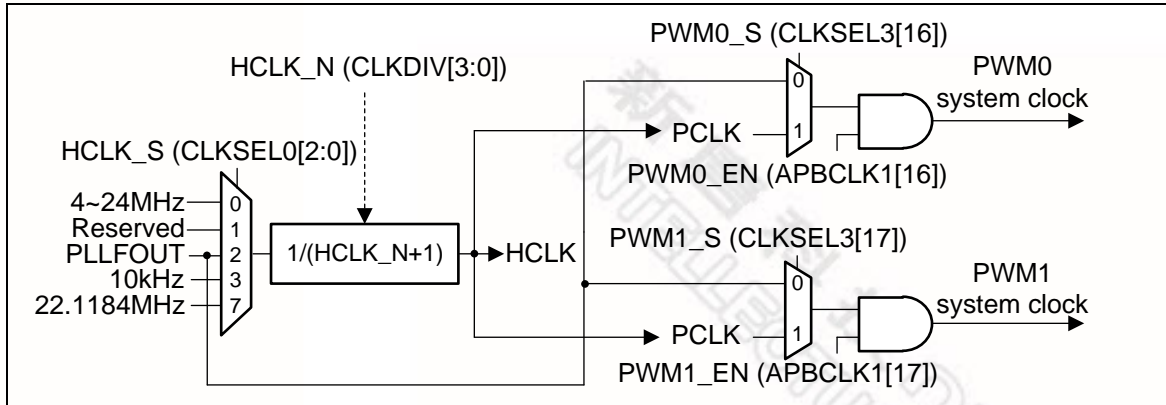 PWM0_S (CLKSEL3[16])
HCLK_N (CLKDIV[3:0])
PWM0
system clock
0
1
PCLK
HCLK_S (CLKSEL0[2:0])
PWM0_EN (APBCLK1[16])
4~24MHz
Reserved
PLLFOUT
10kHz
22.1184MHz
0
1
2
3
7
1/(HCLK_N+1)
HCLK
PWM1_S (CLKSEL3[17])
PWM1
system clock
0
1
PCLK
PWM1_EN (APBCLK1[17])